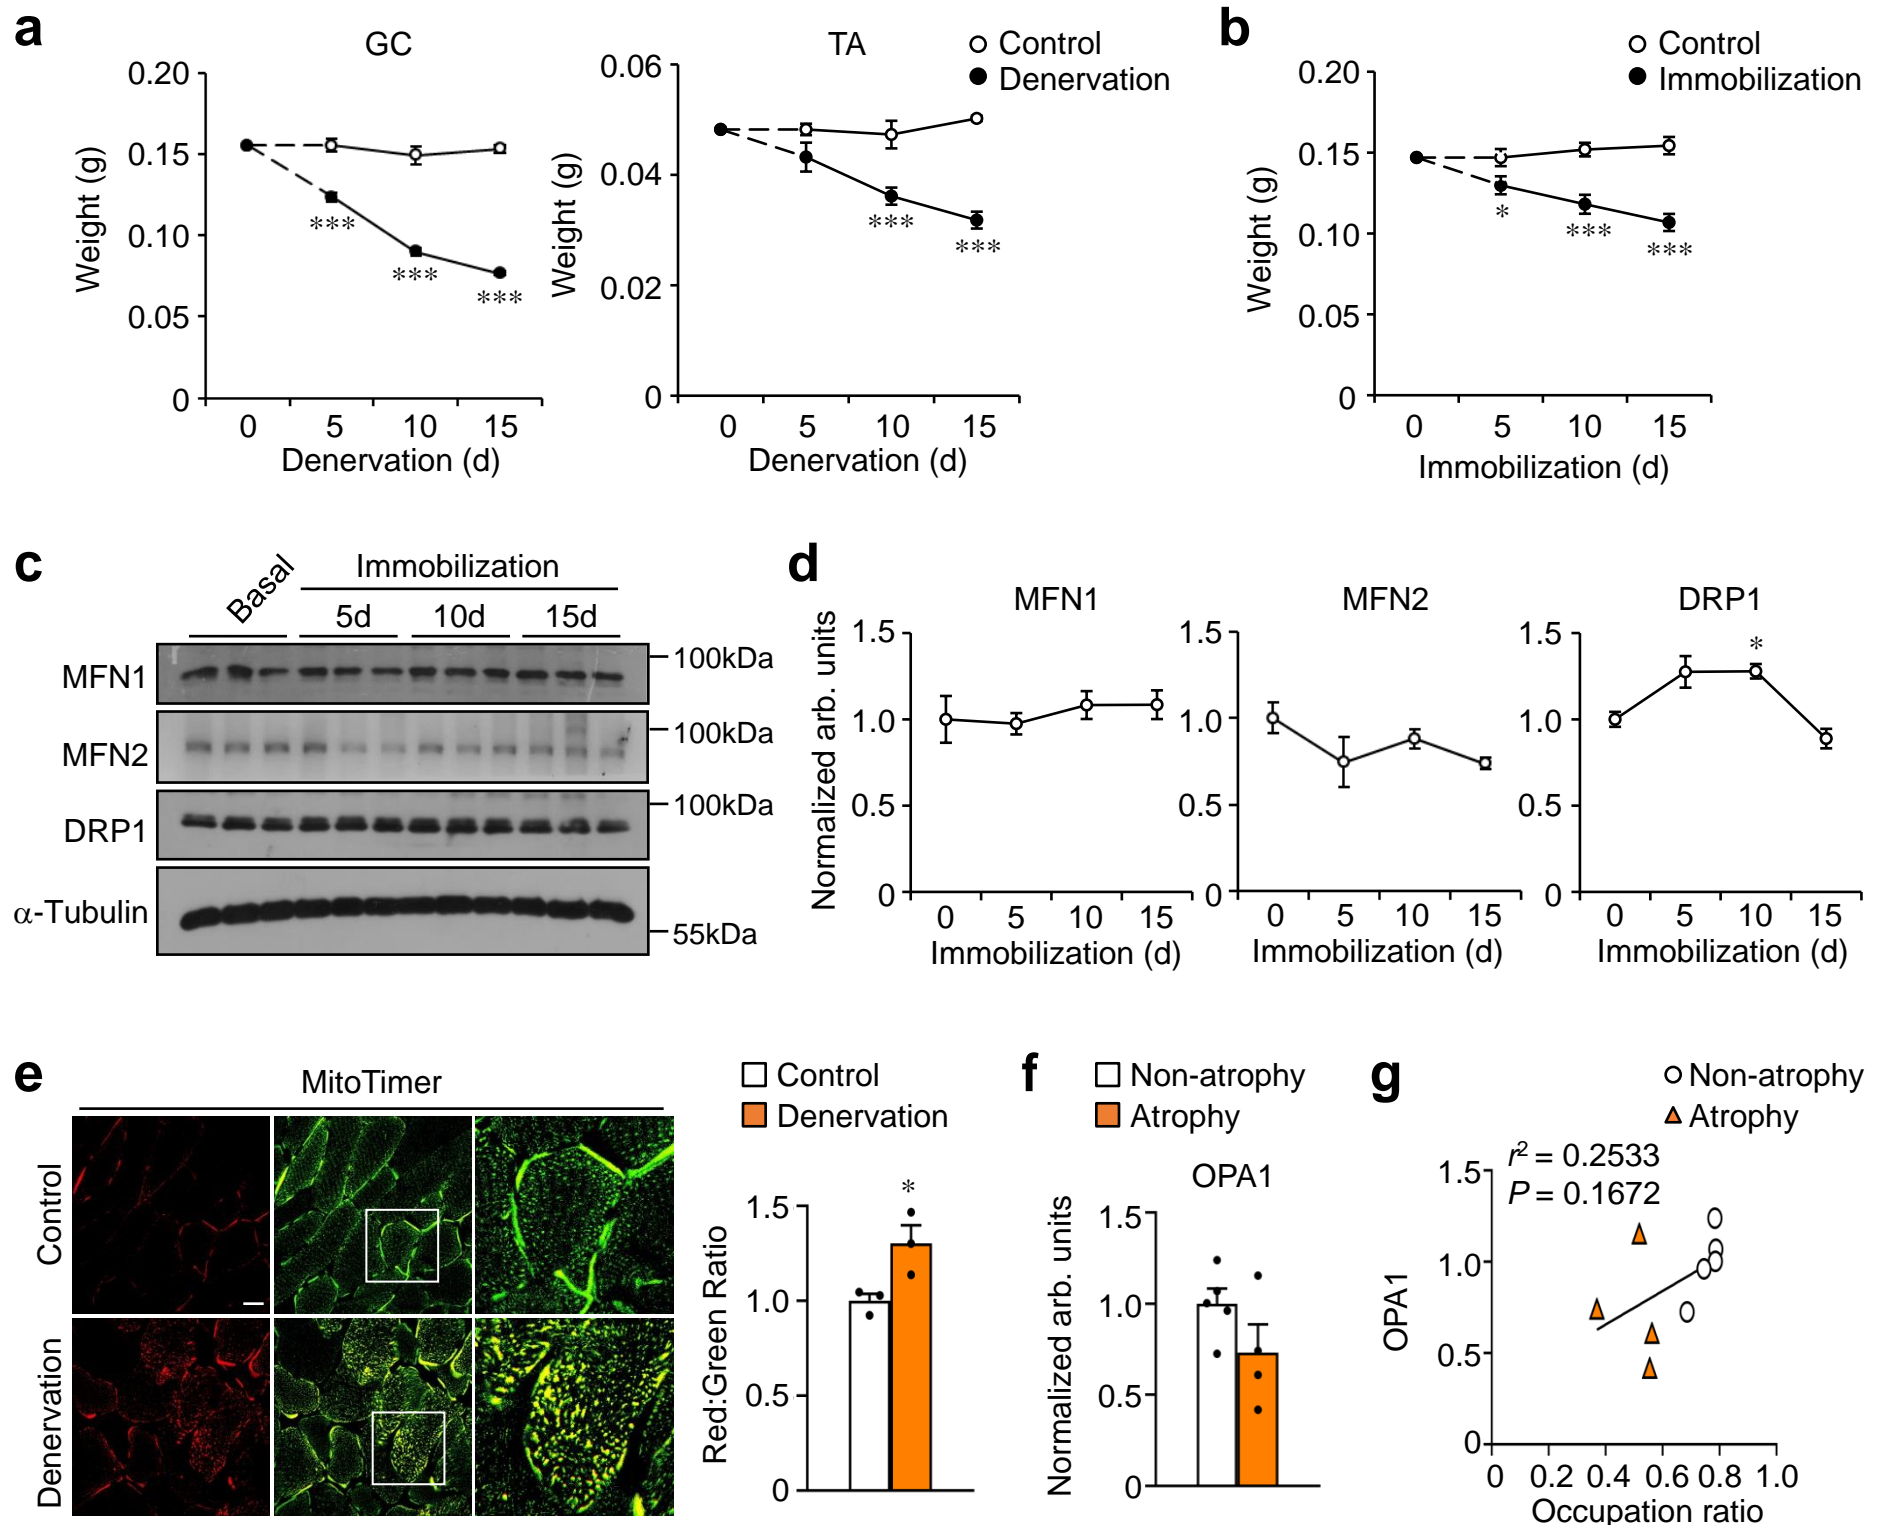 a
GC
0.20
0.15
0.10
0.05
0
Weight (g)
***
***
***
0 5 10 15
Denervation (d)
TA
Control
Denervation
0.06
0.04
0.02
0
Weight (g)
***
***
0 5 10 15
Denervation (d)
b
Control
Immobilization
0.20
0.15
0.10
0.05
0
Weight (g)
*
***
***
0 5 10 15
Immobilization (d)
c
Basal
Immobilization
5d 10d 15d
MFN1
100kDa
MFN2
100kDa
DRP1
100kDa
α-Tubulin
55kDa
d
Normalized arb. units
MFN1
1.5
1.0
0.5
0
0 5 10 15
Immobilization (d)
MFN2
1.5
1.0
0.5
0
0 5 10 15
Immobilization (d)
DRP1
1.5
1.0
0.5
0
*
0 5 10 15
Immobilization (d)
e
MitoTimer
Control
Denervation
Control
Denervation
Red:Green Ratio
1.5
1.0
0.5
0
*
f
Non-atrophy
Atrophy
OPA1
Normalized arb. units
1.5
1.0
0.5
0
g
Non-atrophy
Atrophy
r² = 0.2533
P = 0.1672
OPA1
1.5
1.0
0.5
0
0 0.2 0.4 0.6 0.8 1.0
Occupation ratio